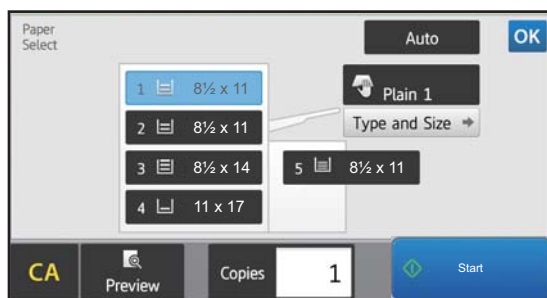 Paper
Select
Auto
OK
1 8½ x 11
Plain 1
2 8½ x 11
Type and Size
3 8½ x 14
5 8½ x 11
4 11 x 17
CA
Preview
Copies
1
Start